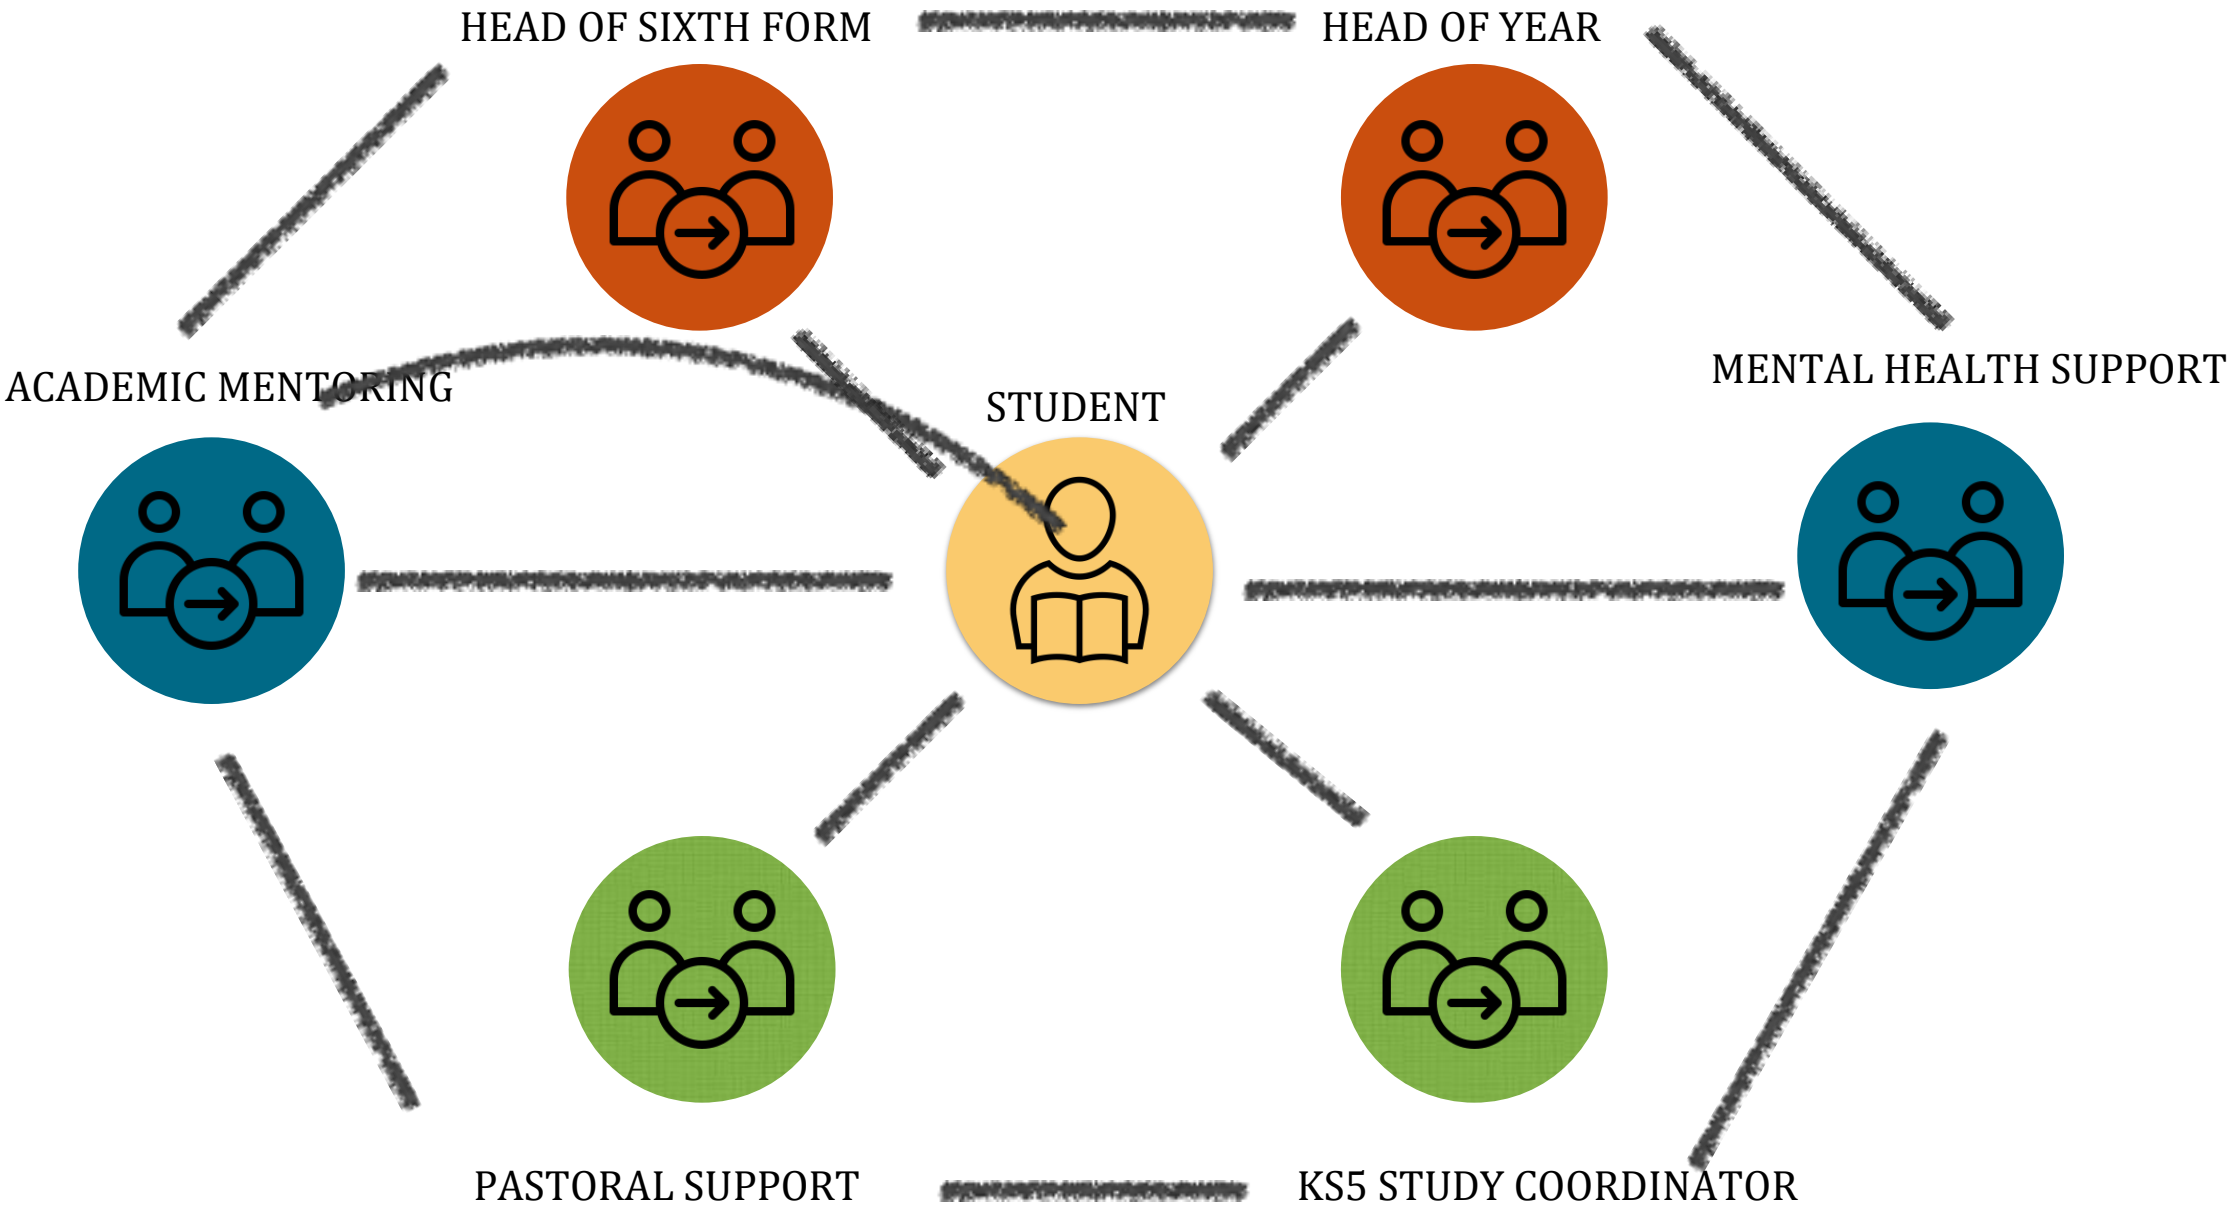 HEAD OF SIXTH FORM
HEAD OF YEAR
ACADEMIC MENTORING
STUDENT
MENTAL HEALTH SUPPORT
PASTORAL SUPPORT
KS5 STUDY COORDINATOR